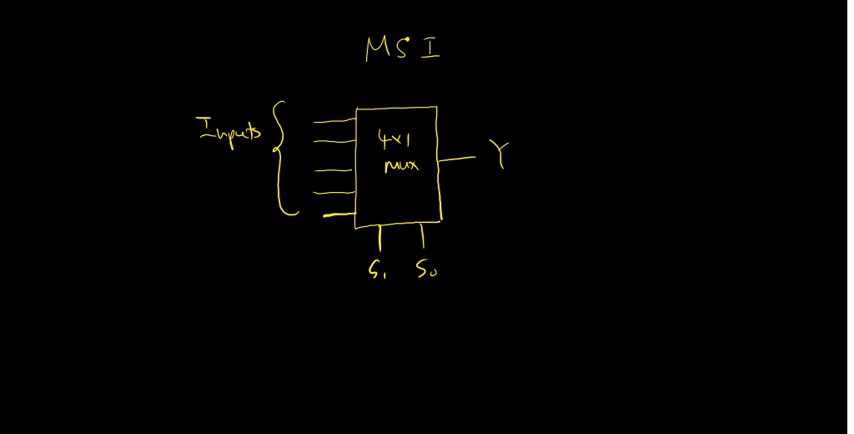 MSI
Inputs
4x1
mux
Y
S₁ S₀